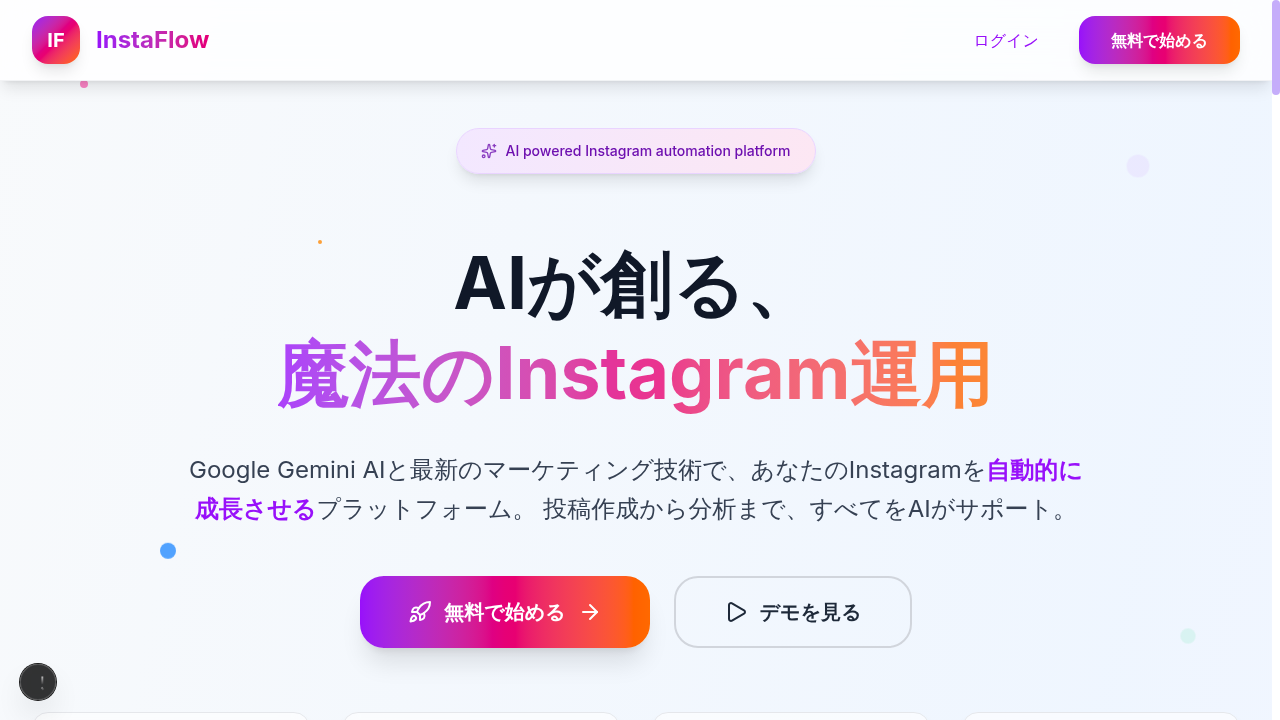 IF
InstaFlow
ログイン
無料で始める
AI powered Instagram automation platform
AIが創る、
魔法のInstagram運用
Google Gemini AIと最新のマーケティング技術で、あなたのInstagramを自動的に
成長させるプラットフォーム。 投稿作成から分析まで、すべてをAIがサポート。
無料で始める
デモを見る